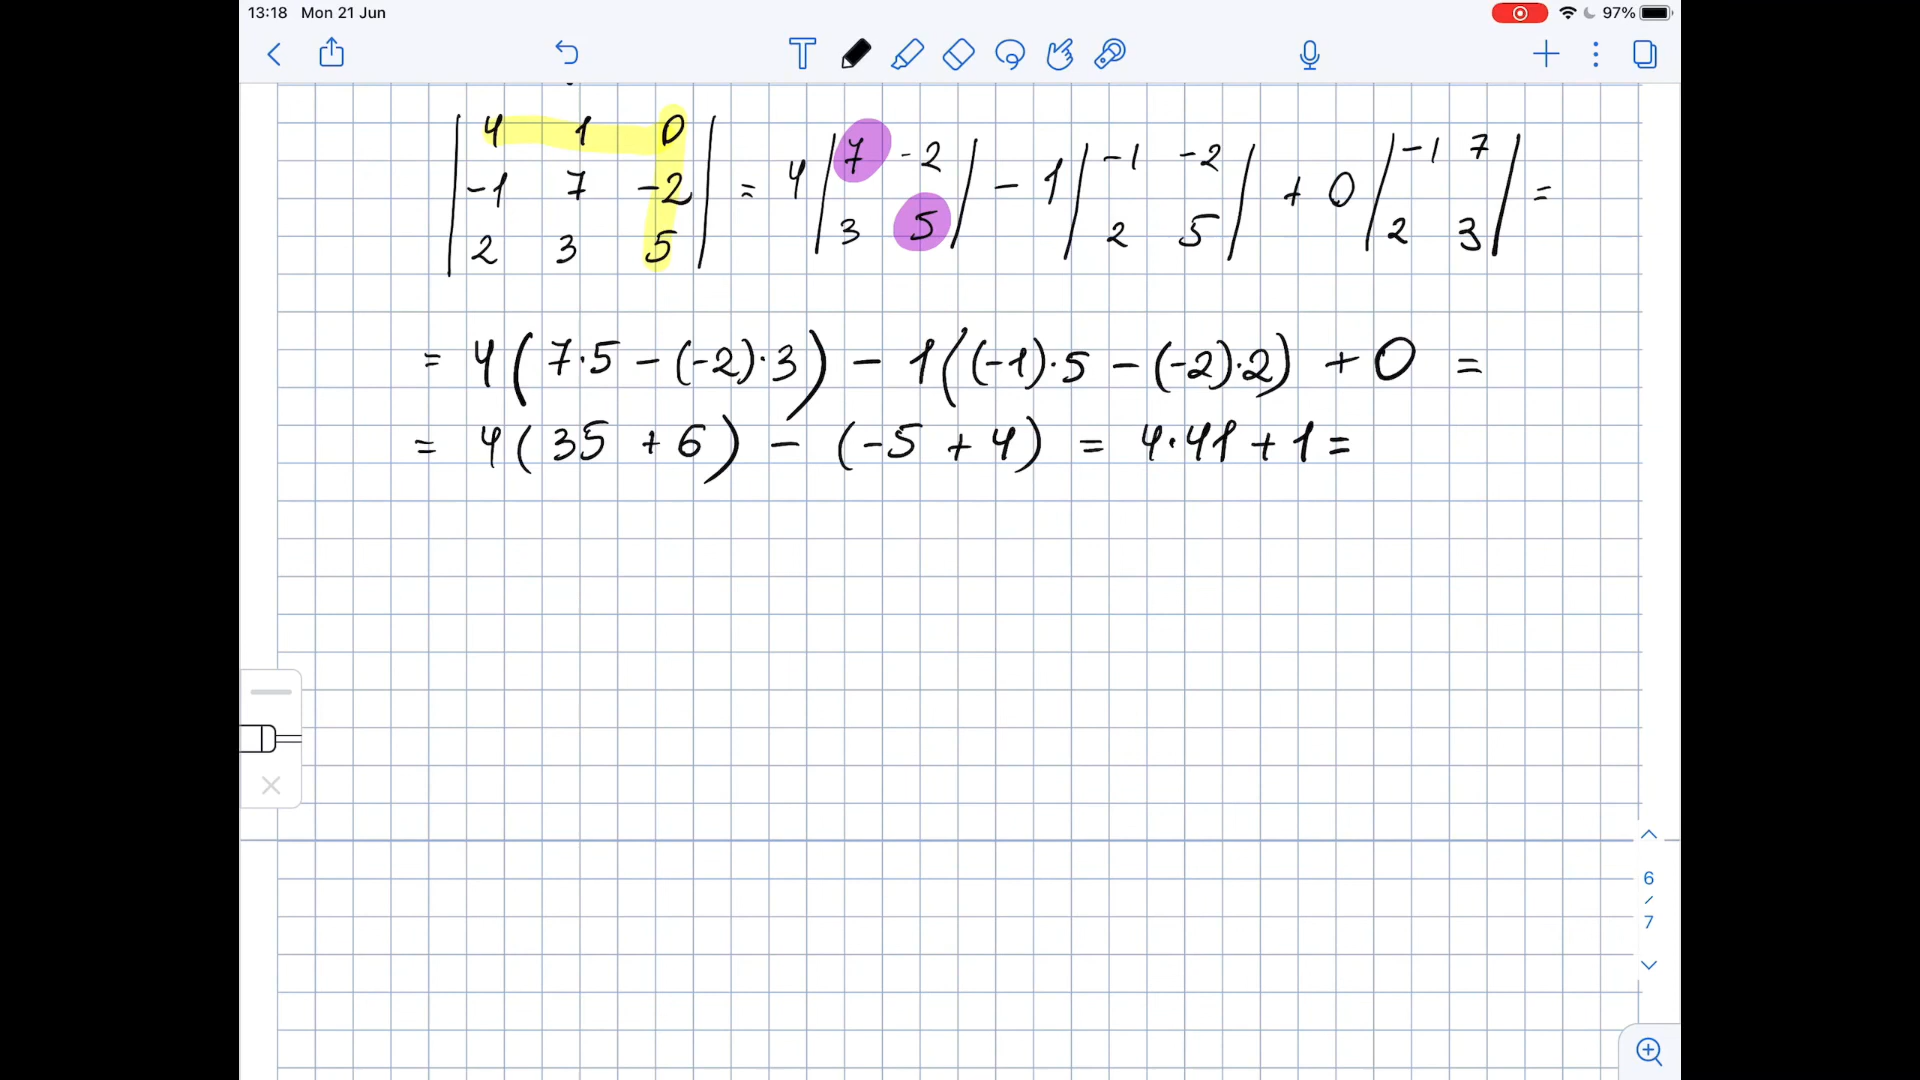 13:18 Mon 21 Jun 97%
| 4 1 0 | = 4 | 7 -2 | - 1 | -1 -2 | + 0 | -1 7 | =
| -1 7 -2 |
| 2 3 5 | | 3 5 | | 2 5 | | 2 3 |
= 4 ( 7·5 - (-2)·3 ) - 1 ( (-1)·5 - (-2)·2 ) + 0 =
= 4 ( 35 + 6 ) - ( -5 + 4 ) = 4·41 + 1 =
6
7